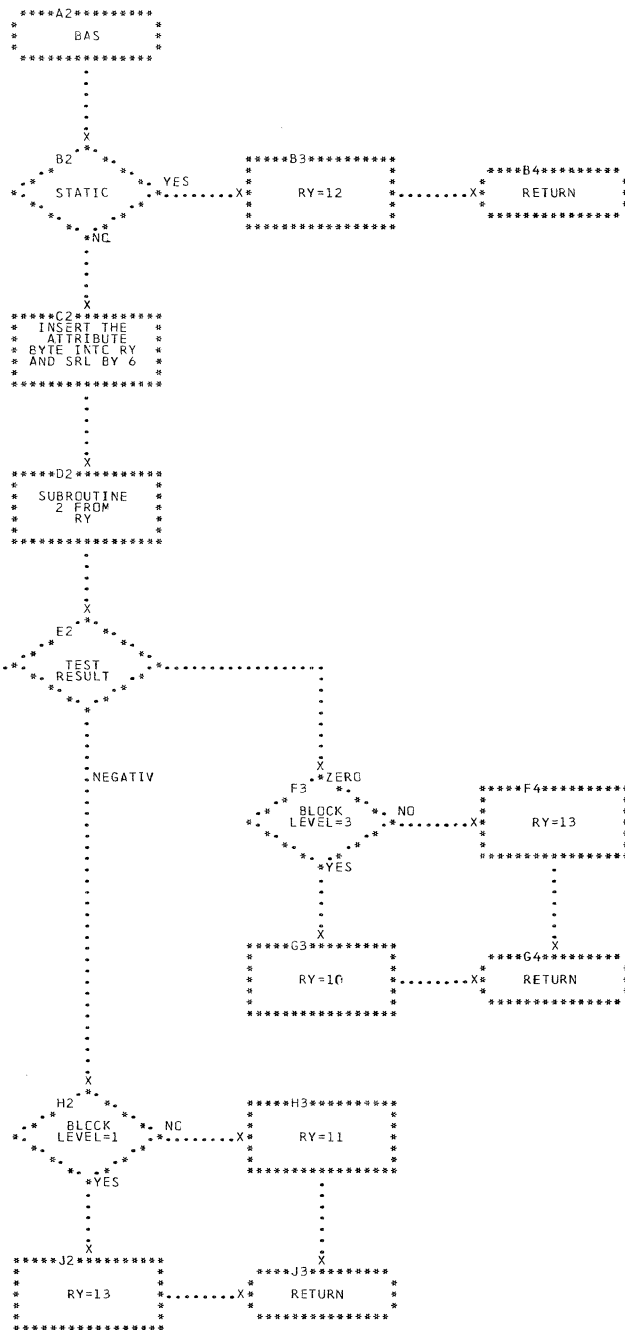 A2
BAS
B2
STATIC
YES
B3
RY=12
B4
RETURN
NO
C2
INSERT THE
ATTRIBUTE
BYTE INTO RY
AND SRL BY 6
D2
SUBROUTINE
2 FROM
RY
E2
TEST
RESULT
NEGATIV
ZERO
F3
BLOCK
LEVEL=3
NO
F4
RY=13
YES
G3
RY=10
G4
RETURN
H2
BLOCK
LEVEL=1
NO
H3
RY=11
YES
J2
RY=13
J3
RETURN